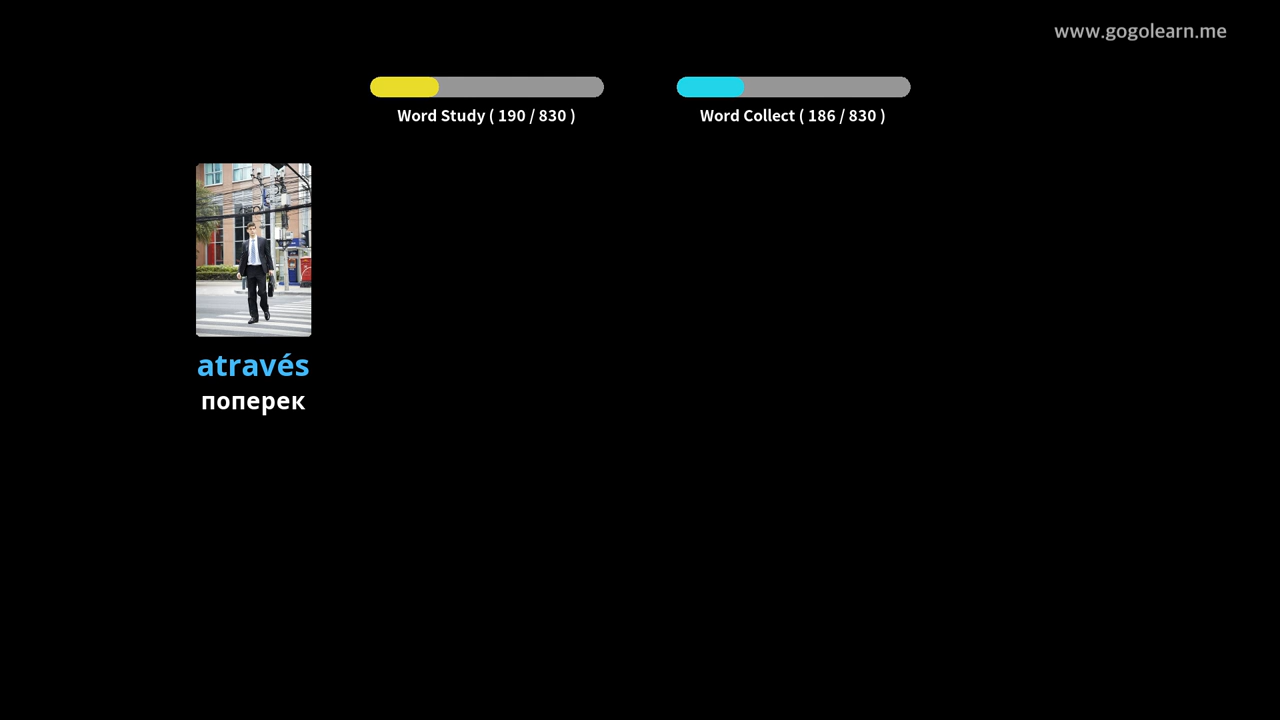 www.gogolearn.me
Word Study ( 190 / 830 )
Word Collect ( 186 / 830 )
através
поперек